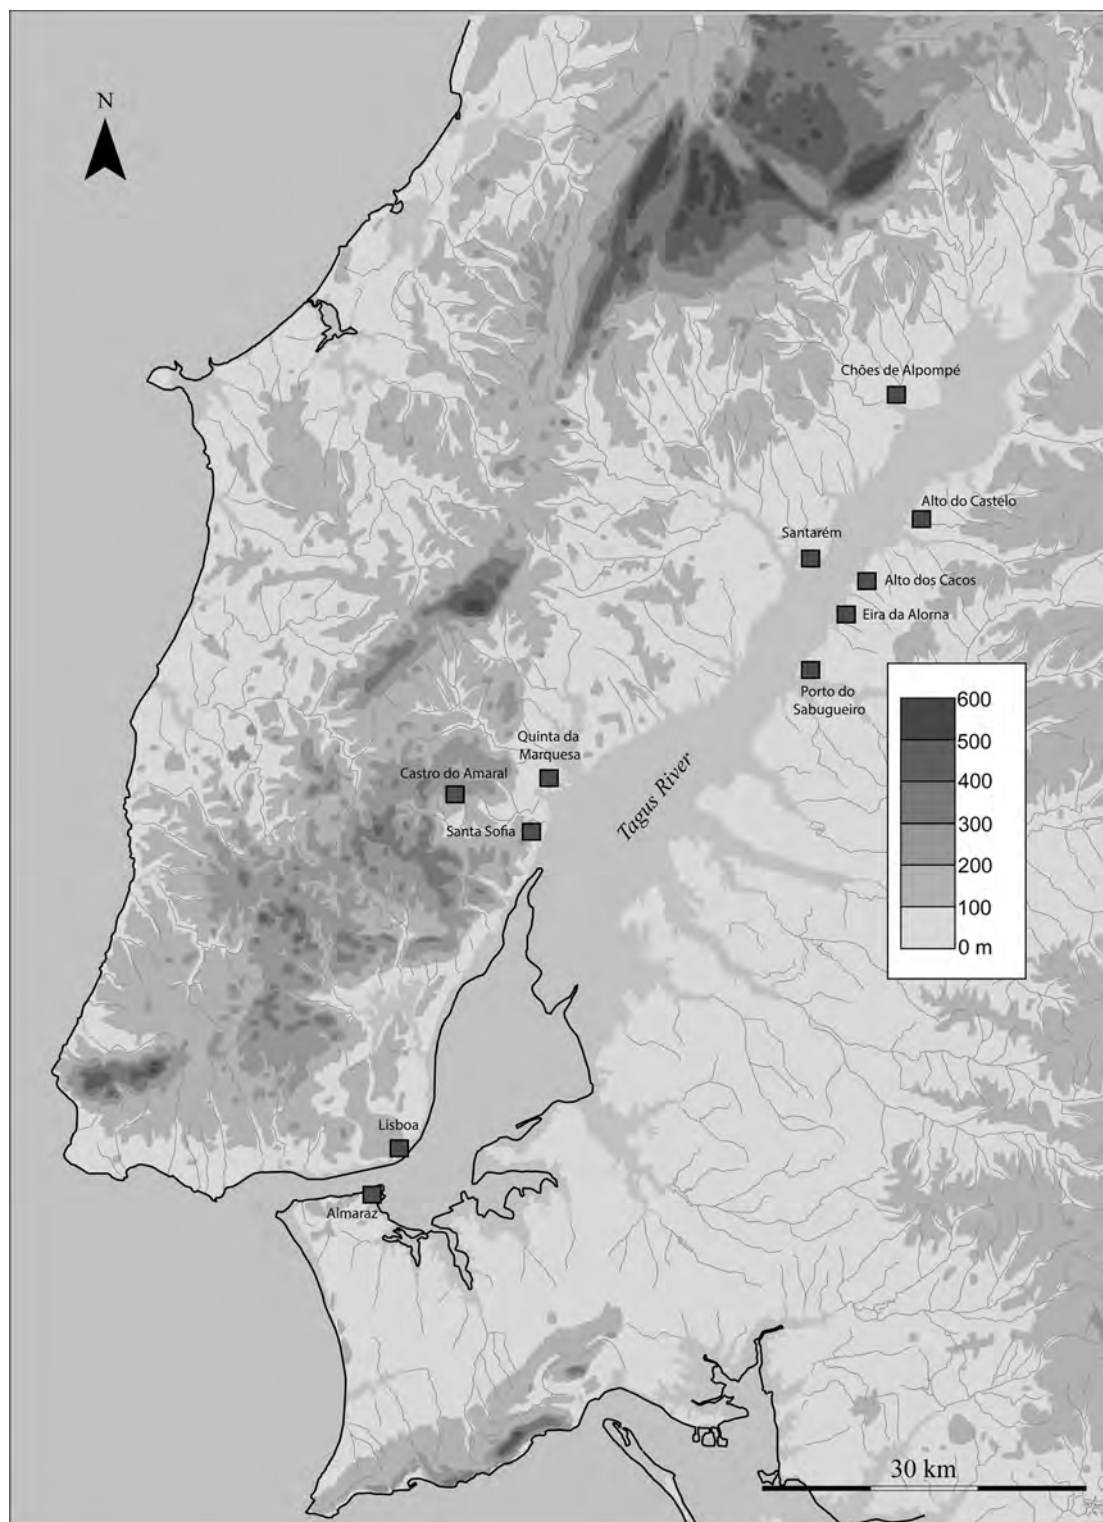 N
Chões de Alpompé
Alto do Castelo
Santarém
Alto dos Cacos
Eira da Alorna
Porto do
Sabugueiro
600
500
400
300
200
100
0 m
Quinta da
Marquesa
Castro do Amaral
Santa Sofia
Tagus River
Lisboa
Almaraz
30 km